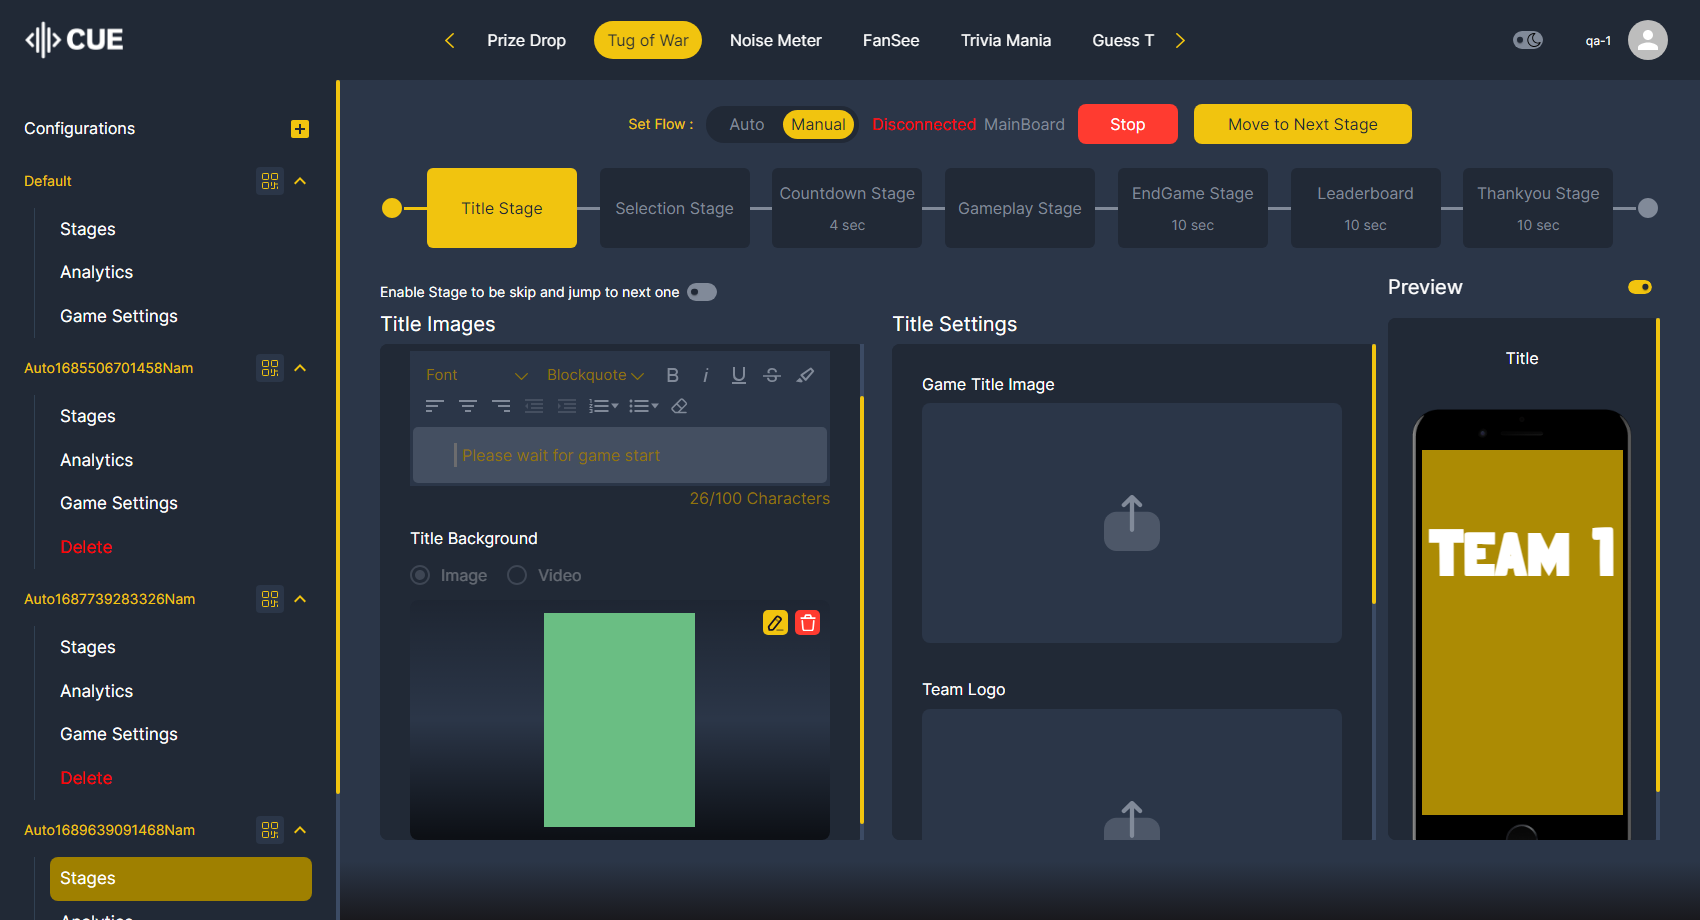 CUE
Prize Drop
Tug of War
Noise Meter
FanSee
Trivia Mania
Guess T
qa-1
Configurations
Default
Stages
Analytics
Game Settings
Auto1685506701458Nam
Stages
Analytics
Game Settings
Delete
Auto1687739283326Nam
Stages
Analytics
Game Settings
Delete
Auto1689639091468Nam
Stages
Analytics
Set Flow :
Auto
Manual
Disconnected MainBoard
Stop
Move to Next Stage
Title Stage
Selection Stage
Countdown Stage
4 sec
Gameplay Stage
EndGame Stage
10 sec
Leaderboard
10 sec
Thankyou Stage
10 sec
Enable Stage to be skip and jump to next one
Title Images
Font
Blockquote
B i U S
Please wait for game start
26/100 Characters
Title Background
Image
Video
Title Settings
Game Title Image
Team Logo
Preview
Title
TEAM 1